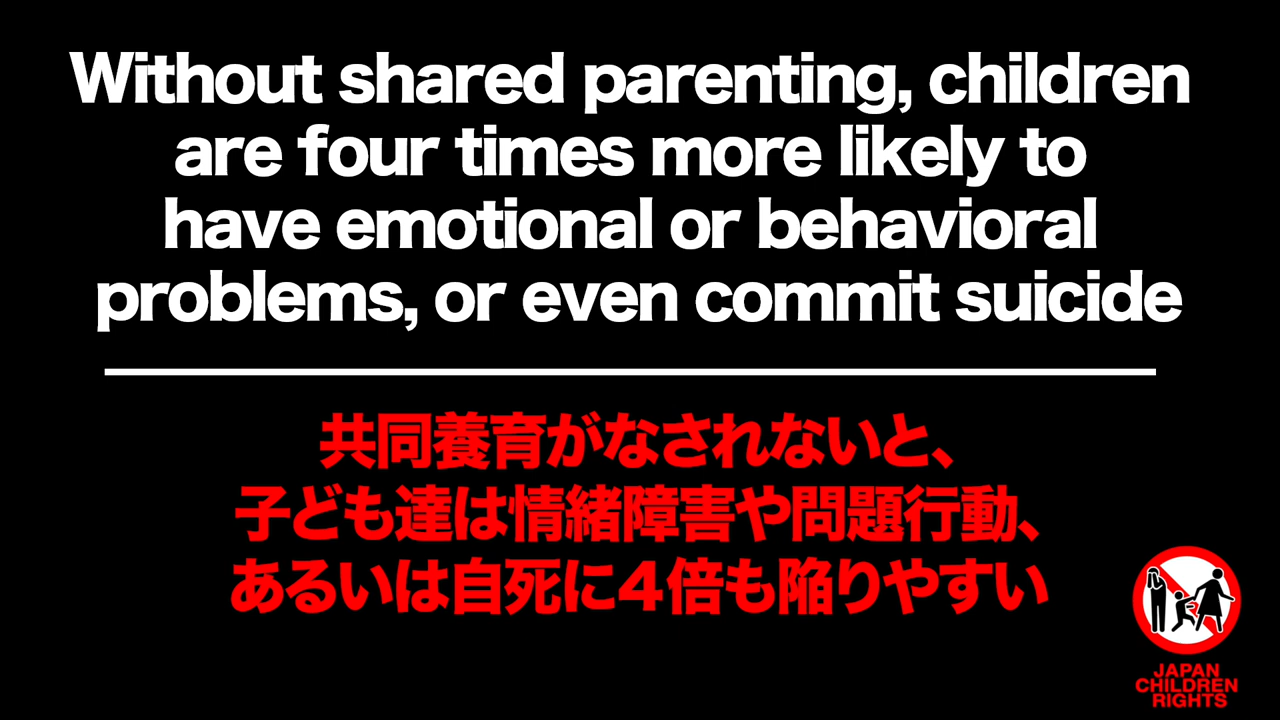 Without shared parenting, children
are four times more likely to
have emotional or behavioral
problems, or even commit suicide
共同養育がなされないと、
子ども達は情緒障害や問題行動、
あるいは自死に４倍も陥りやすい
JAPAN
CHILDREN
RIGHTS